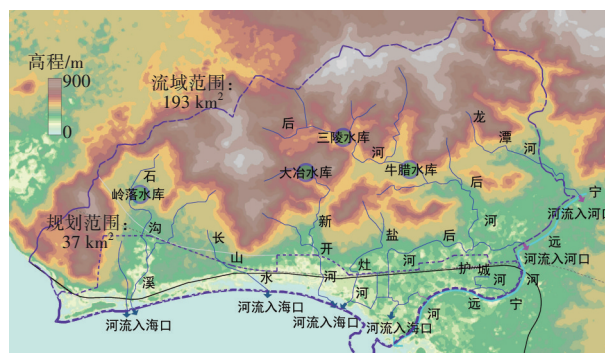 高程/m
900
0
流域范围：
193 km²
规划范围：
37 km²
后河
三陵水库
大冶水库
牛腊水库
岭落水库
龙潭河
石沟溪
长山水
新开河
盐灶河
后河
后河
护城河
宁远河
宁远河
河流入河口
河流入河口
河流入海口
河流入海口
河流入海口
河流入海口